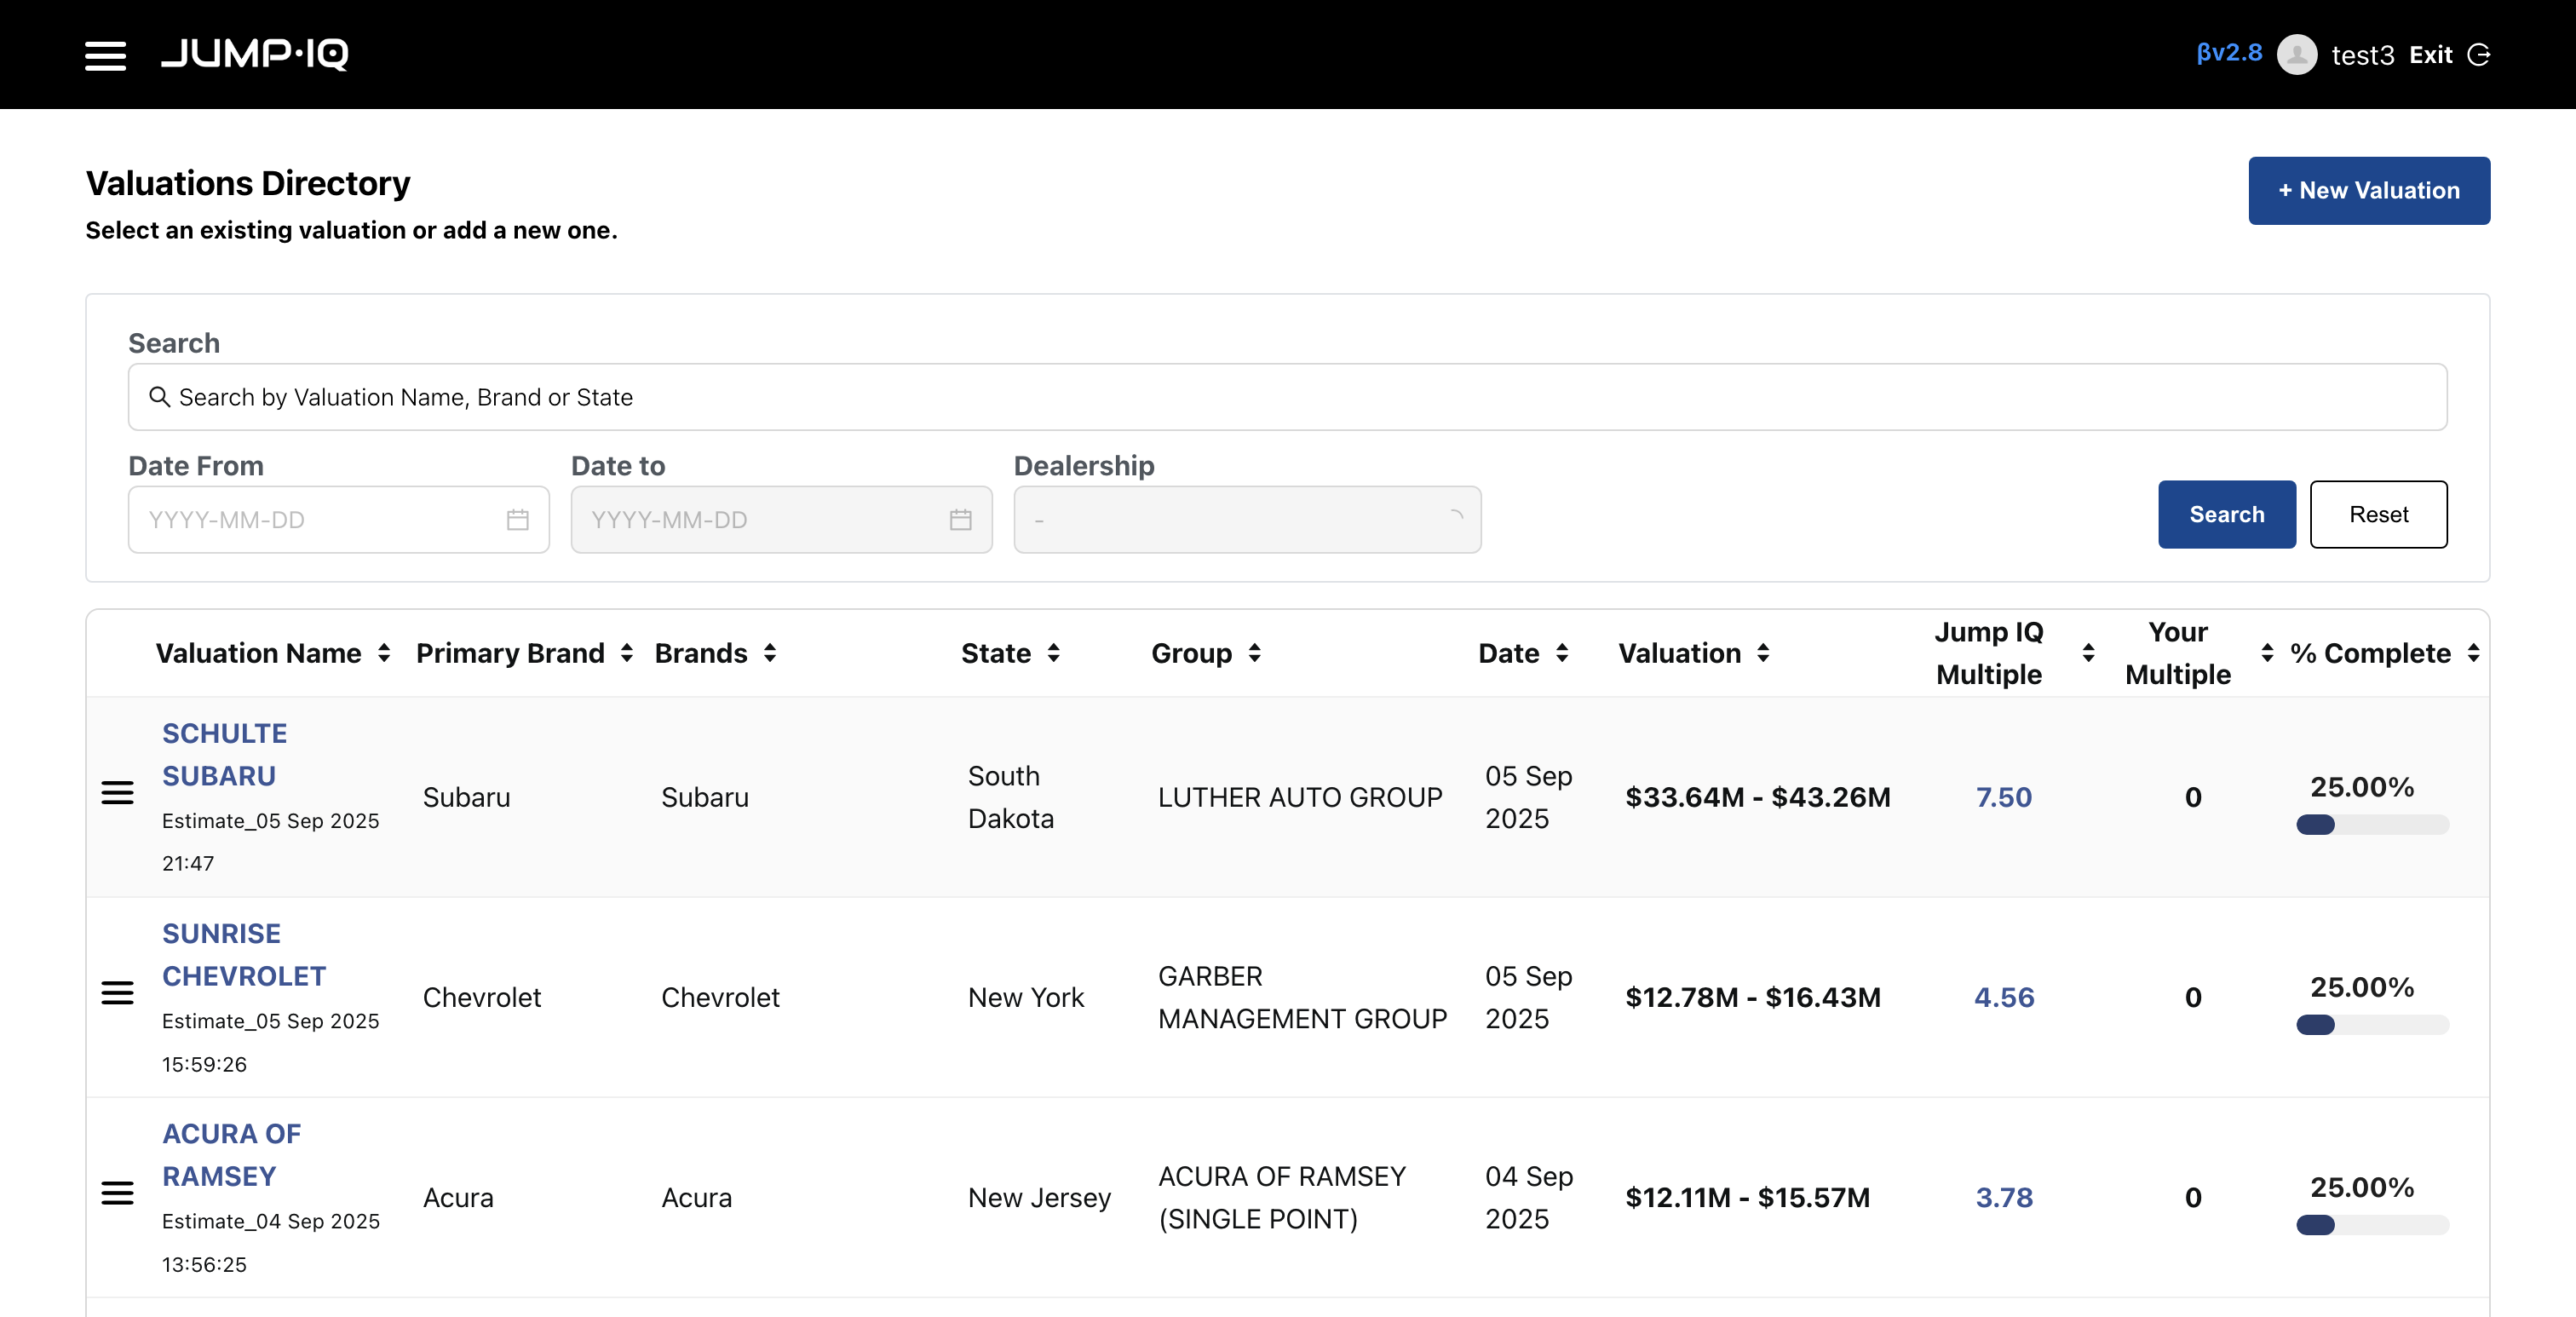 JUMP·IQ
βv2.8 test3 Exit
Valuations Directory
+ New Valuation
Select an existing valuation or add a new one.
Search
Search by Valuation Name, Brand or State
Date From Date to Dealership
YYYY-MM-DD YYYY-MM-DD - Search Reset
Valuation Name Primary Brand Brands State Group Date Valuation Jump IQ Multiple Your Multiple % Complete
SCHULTE
SUBARU
Estimate_05 Sep 2025
21:47
Subaru
Subaru
South
Dakota
LUTHER AUTO GROUP
05 Sep
2025
$33.64M - $43.26M
7.50
0
25.00%
SUNRISE
CHEVROLET
Estimate_05 Sep 2025
15:59:26
Chevrolet
Chevrolet
New York
GARBER
MANAGEMENT GROUP
05 Sep
2025
$12.78M - $16.43M
4.56
0
25.00%
ACURA OF
RAMSEY
Estimate_04 Sep 2025
13:56:25
Acura
Acura
New Jersey
ACURA OF RAMSEY
(SINGLE POINT)
04 Sep
2025
$12.11M - $15.57M
3.78
0
25.00%